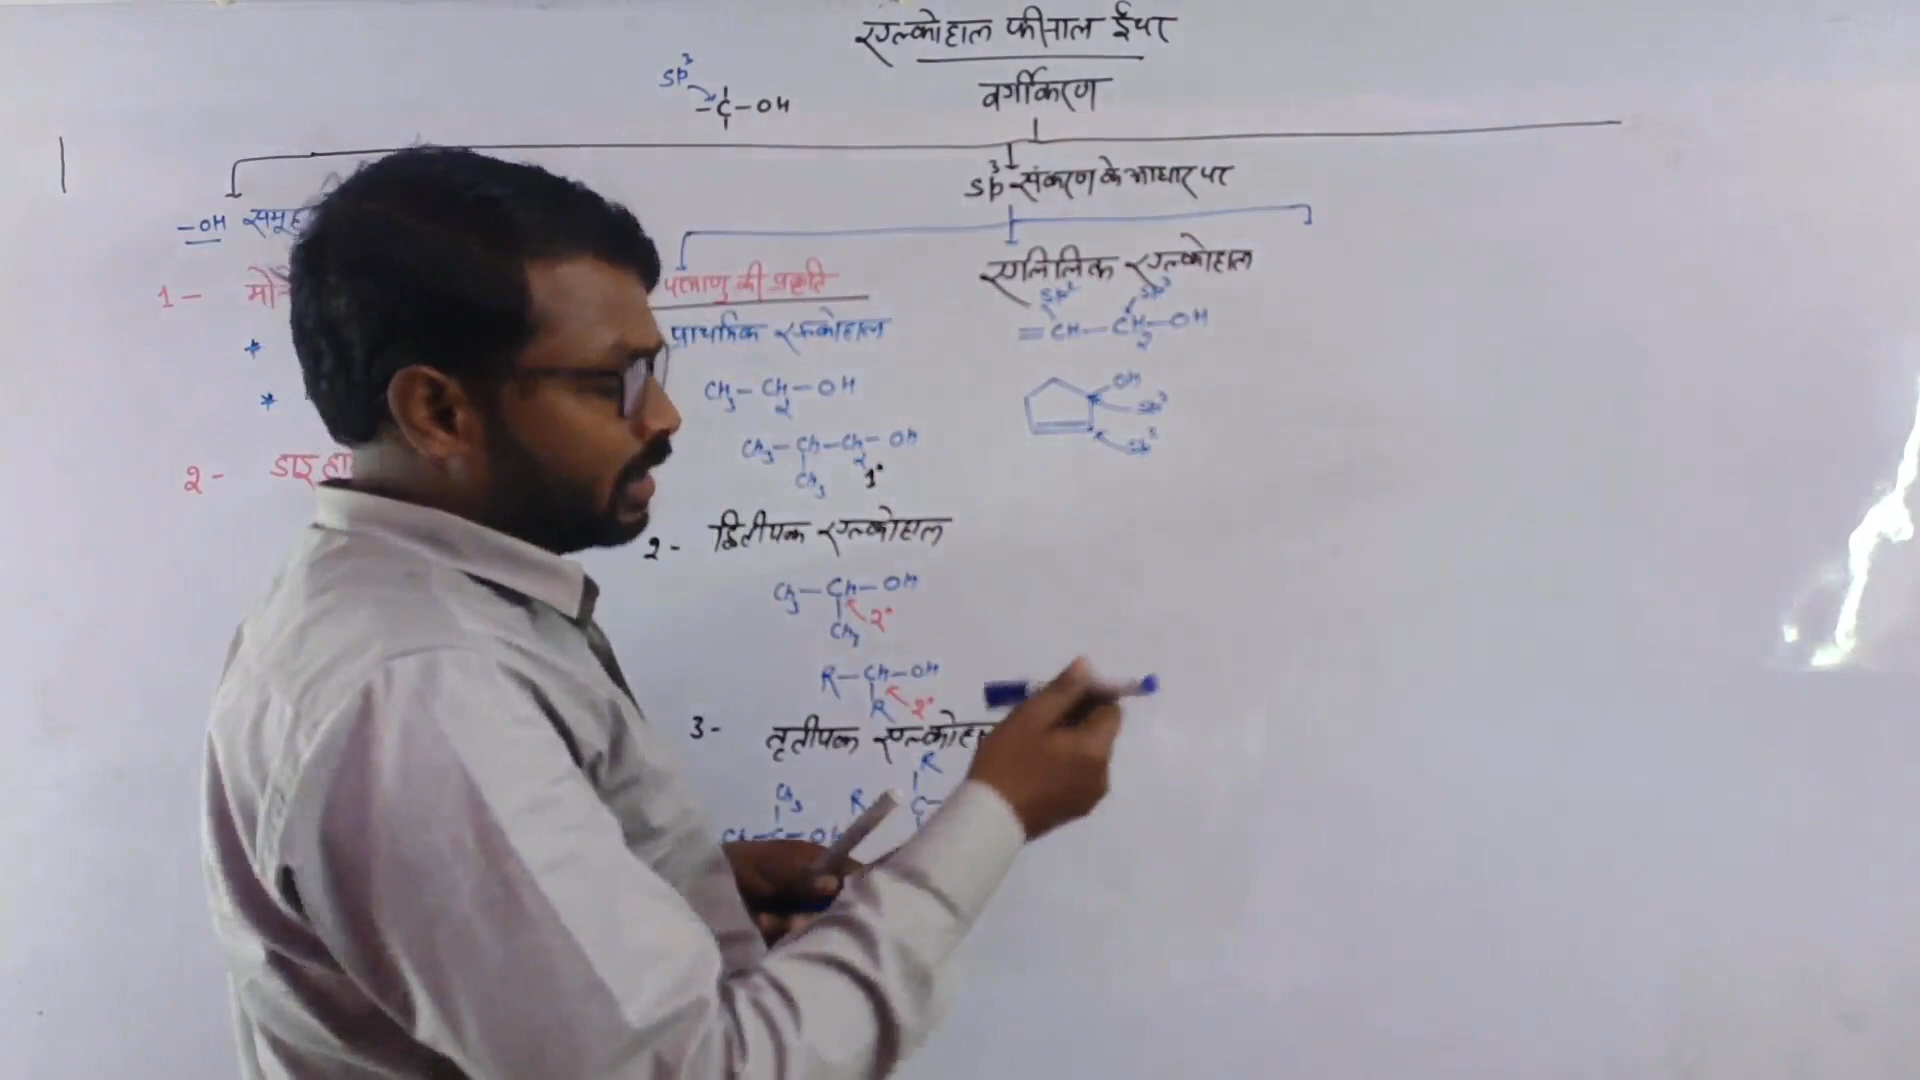 एल्कोहाल फीनाल ईथर
वर्गीकरण
sp³
-C-OH
sp³ संकरण के आधार पर
-OH समूह
1-
परमाणु की प्रकृति
प्राथमिक एल्कोहाल
CH₃-CH₂-OH
CH₃-CH-CH₂-OH
CH₃ 1°
2- द्वितीयक एल्कोहाल
CH₃-CH-OH
2°
CH₃
R-CH-OH
R 2°
3- तृतीयक एल्कोहा
R
CH₃ R C-
CH₃-C-OH
एलिलिक एल्कोहाल
sp² sp³
=CH-CH₂-OH
OH
sp³
sp²
*
*
2-